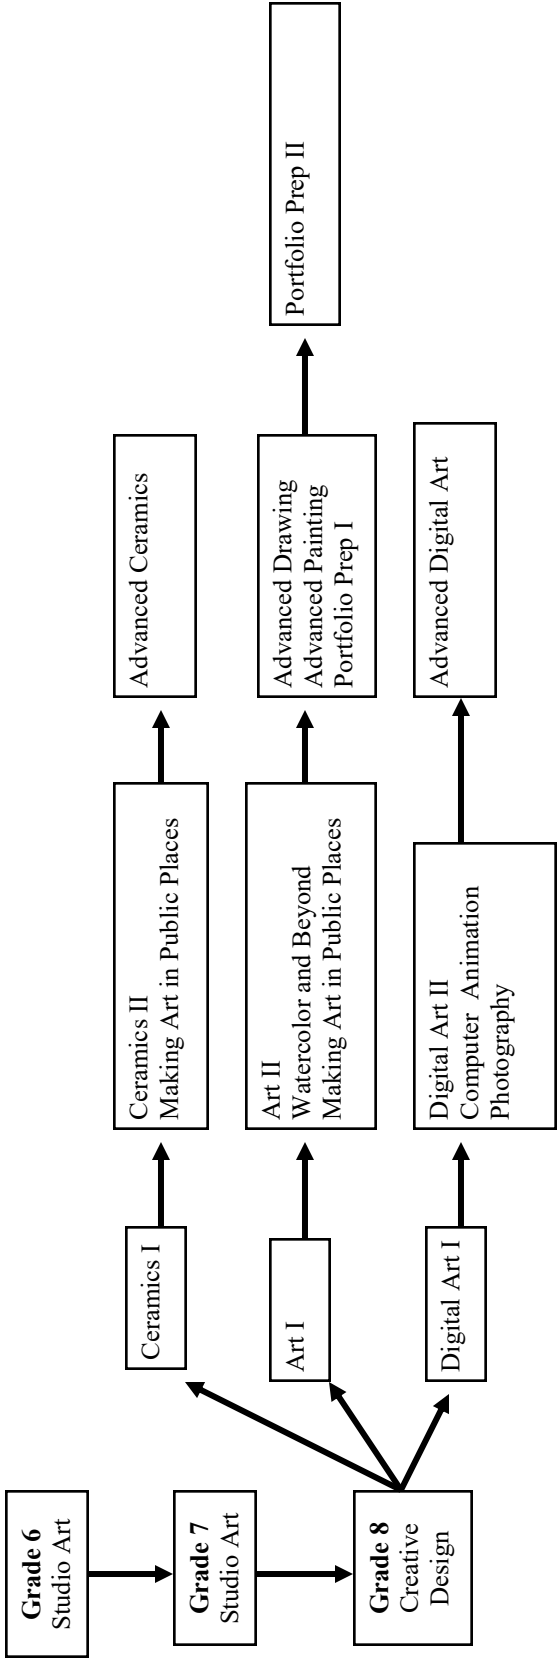 Grade 6
Studio Art
Grade 7
Studio Art
Grade 8
Creative
Design
Ceramics I
Art I
Digital Art I
Ceramics II
Making Art in Public Places
Art II
Watercolor and Beyond
Making Art in Public Places
Digital Art II
Computer Animation
Photography
Advanced Ceramics
Advanced Drawing
Advanced Painting
Portfolio Prep I
Advanced Digital Art
Portfolio Prep II